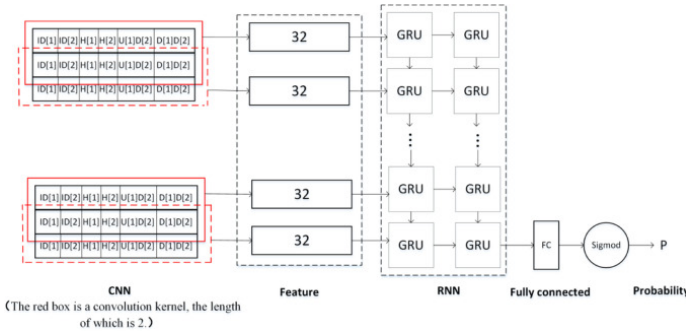 ID[1] ID[2] H[1] H[2] U[1]D[2] D[1]D[2]
ID[1] ID[2] H[1] H[2] U[1]D[2] D[1]D[2]
ID[1] ID[2] H[1] H[2] U[1]D[2] D[1]D[2]
32
32
GRU GRU
GRU GRU
ID[1] ID[2] H[1] H[2] U[1]D[2] D[1]D[2]
ID[1] ID[2] H[1] H[2] U[1]D[2] D[1]D[2]
ID[1] ID[2] H[1] H[2] U[1]D[2] D[1]D[2]
32
32
GRU GRU
GRU GRU
FC
Sigmod
P
CNN
(The red box is a convolution kernel, the length
of which is 2.)
Feature
RNN
Fully connected
Probability